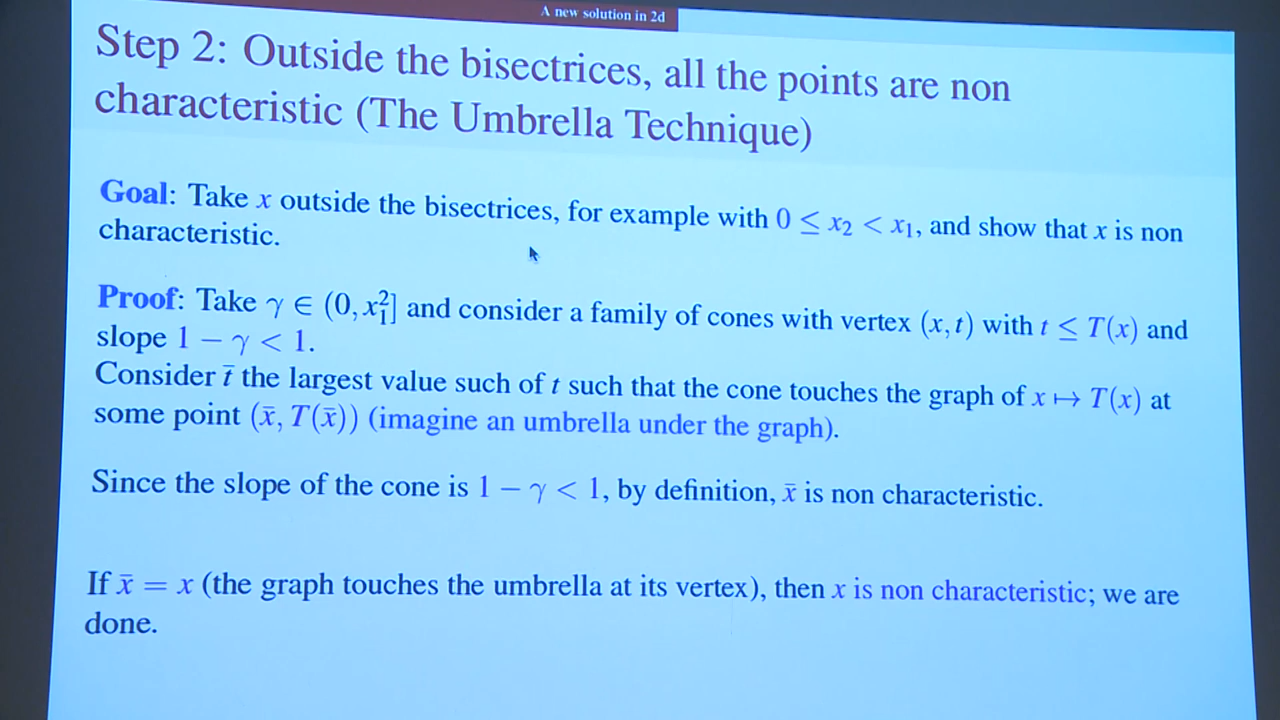 A new solution in 2d
Step 2: Outside the bisectrices, all the points are non
characteristic (The Umbrella Technique)
Goal: Take x outside the bisectrices, for example with 0 ≤ x₂ < x₁, and show that x is non
characteristic.
Proof: Take γ ∈ (0, x₁²] and consider a family of cones with vertex (x, t) with t ≤ T(x) and
slope 1 − γ < 1.
Consider t̄ the largest value such of t such that the cone touches the graph of x ↦ T(x) at
some point (x̄, T(x̄)) (imagine an umbrella under the graph).
Since the slope of the cone is 1 − γ < 1, by definition, x̄ is non characteristic.
If x̄ = x (the graph touches the umbrella at its vertex), then x is non characteristic; we are
done.